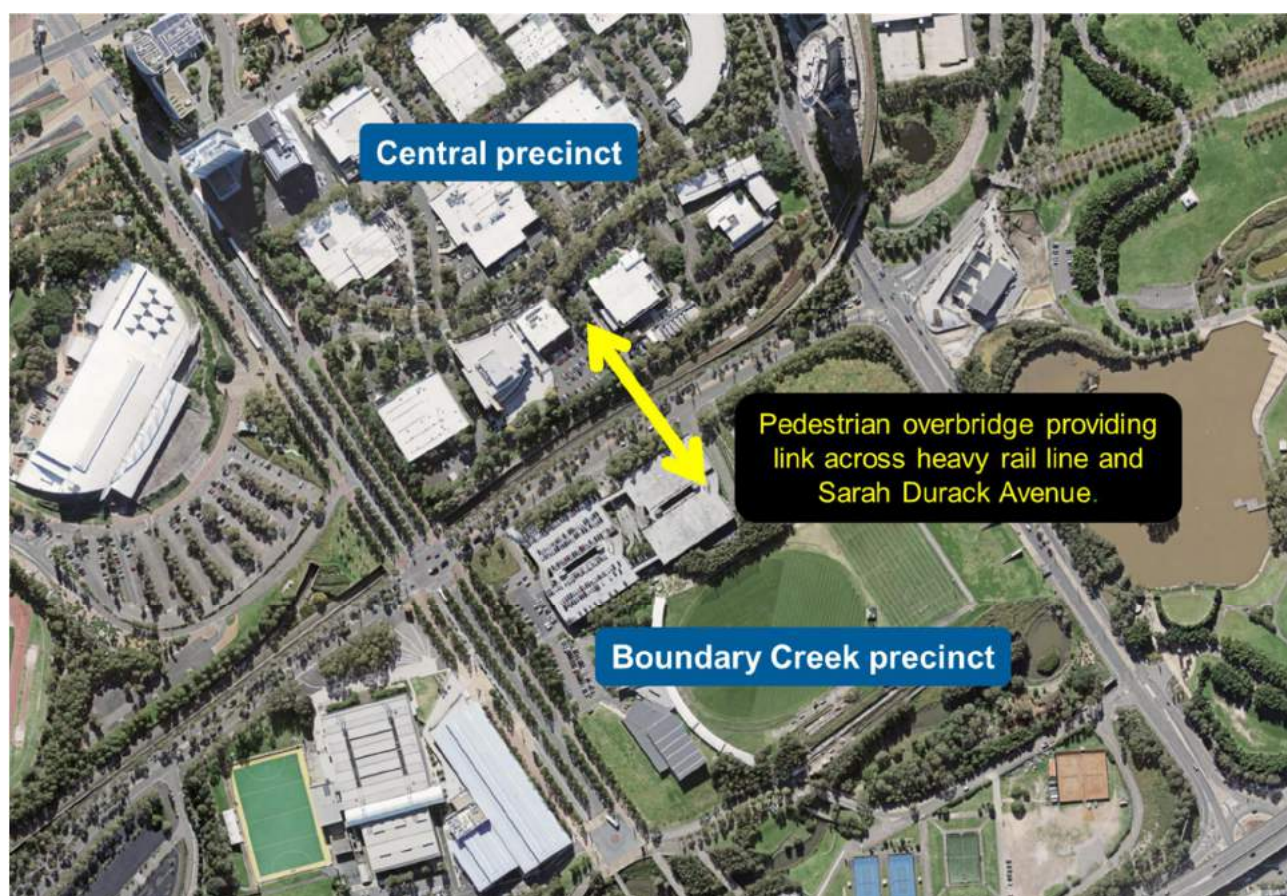 Central precinct
Pedestrian overbridge providing
link across heavy rail line and
Sarah Durack Avenue.
Boundary Creek precinct